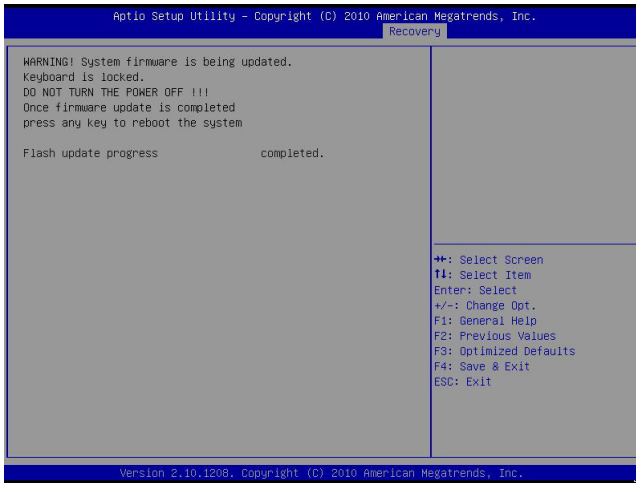 Aptio Setup Utility – Copyright (C) 2010 American Megatrends, Inc.
Recovery
WARNING! System firmware is being updated.
Keyboard is locked.
DO NOT TURN THE POWER OFF !!!
Once firmware update is completed
press any key to reboot the system
Flash update progress completed.
→←: Select Screen
↑↓: Select Item
Enter: Select
+/-: Change Opt.
F1: General Help
F2: Previous Values
F3: Optimized Defaults
F4: Save & Exit
ESC: Exit
Version 2.10.1208. Copyright (C) 2010 American Megatrends, Inc.